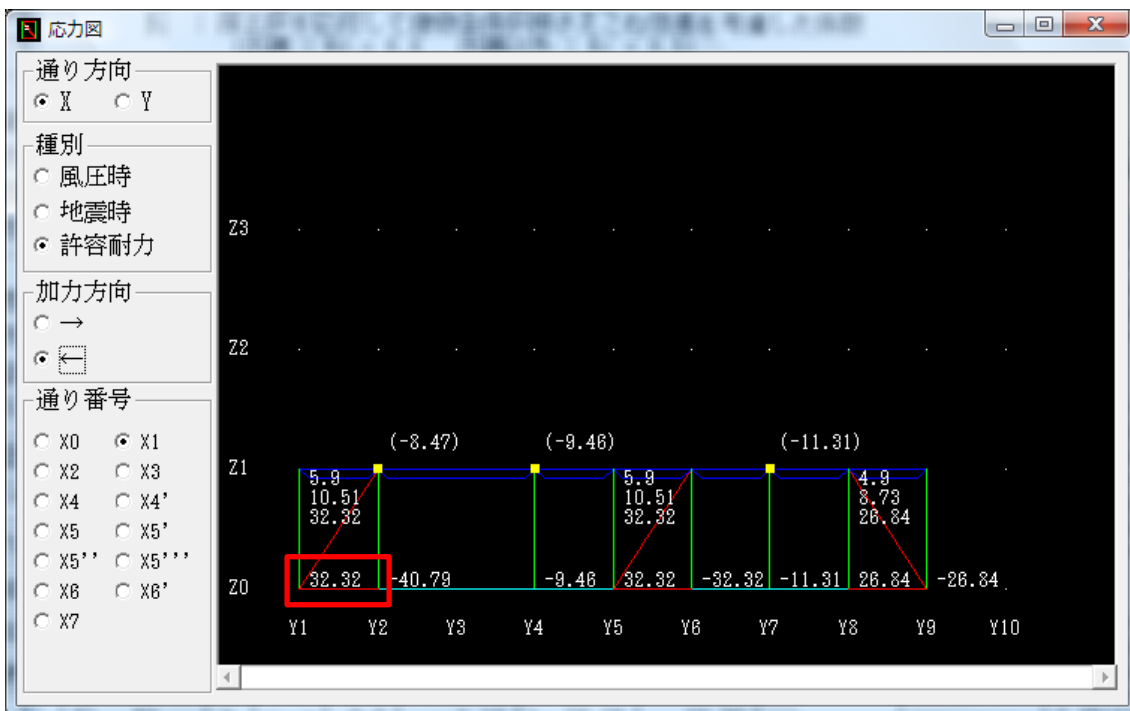 応力図
通り方向
X Y
種別
風圧時
地震時
許容耐力
加力方向
→
←
通り番号
X0 X1
X2 X3
X4 X4'
X5 X5'
X5'' X5'''
X6 X6'
X7
Z3
Z2
(-8.47) (-9.46) (-11.31)
Z1
5.9 5.9 4.9
10.51 10.51 8.73
32.32 32.32 26.84
Z0 32.32 -40.79 -9.46 32.32 -32.32 -11.31 26.84 -26.84
Y1 Y2 Y3 Y4 Y5 Y6 Y7 Y8 Y9 Y10